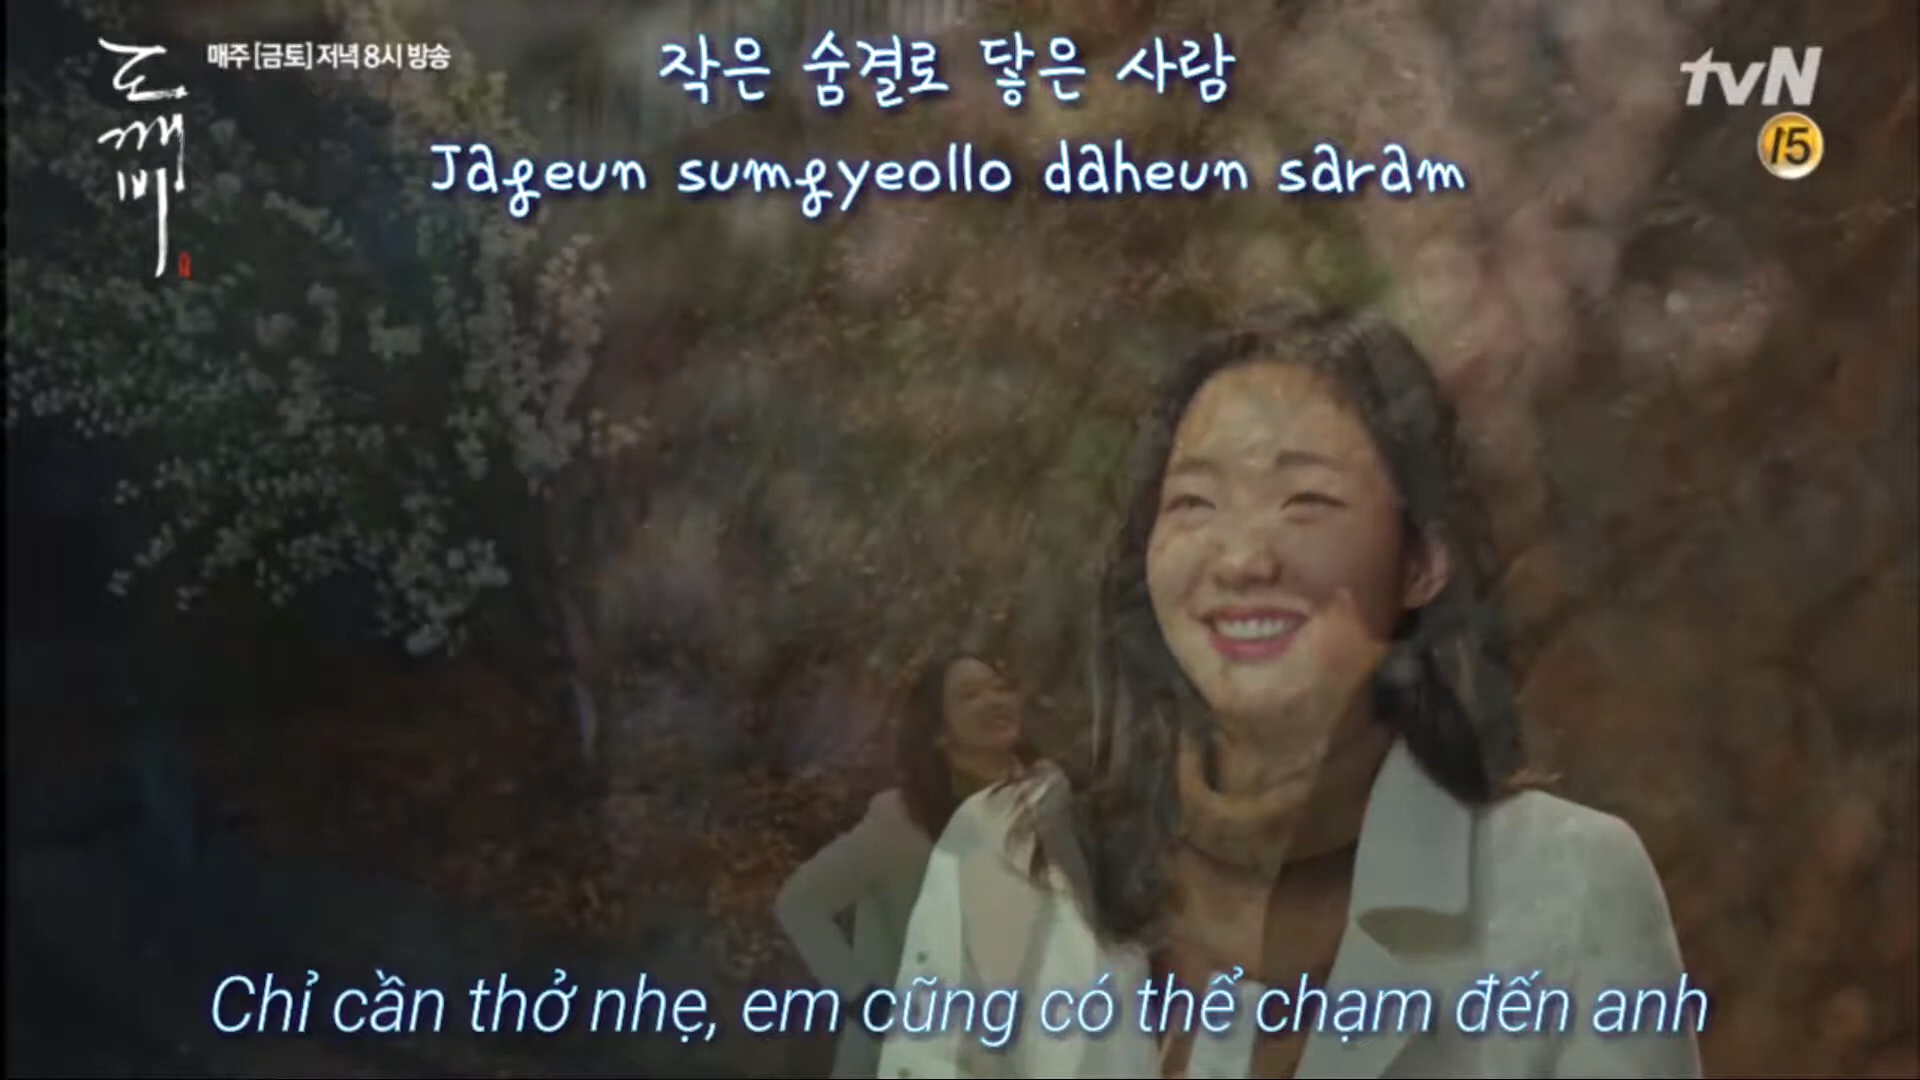 도깨비
매주 [금토] 저녁 8시 방송
tvN
15
작은 숨결로 닿은 사람
Jageun sumgyeollo daheun saram
Chỉ cần thở nhẹ, em cũng có thể chạm đến anh